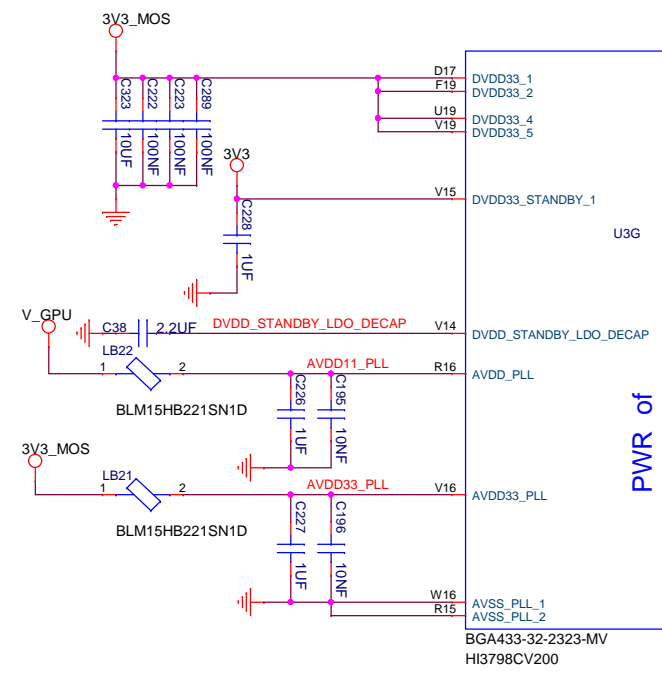 3V3_MOS
C323
C222
C223
C289
10UF
100NF
100NF
100NF
D17
DVDD33_1
F19
DVDD33_2
U19
DVDD33_4
V19
DVDD33_5
3V3
V15
DVDD33_STANDBY_1
C228
1UF
U3G
V_GPU
C38
2.2UF
DVDD_STANDBY_LDO_DECAP
V14
DVDD_STANDBY_LDO_DECAP
LB22
1
2
AVDD11_PLL
R16
AVDD_PLL
BLM15HB221SN1D
C226
C195
1UF
10NF
PWR of
3V3_MOS
LB21
1
2
AVDD33_PLL
V16
AVDD33_PLL
BLM15HB221SN1D
C227
C196
1UF
10NF
W16
AVSS_PLL_1
R15
AVSS_PLL_2
BGA433-32-2323-MV
HI3798CV200